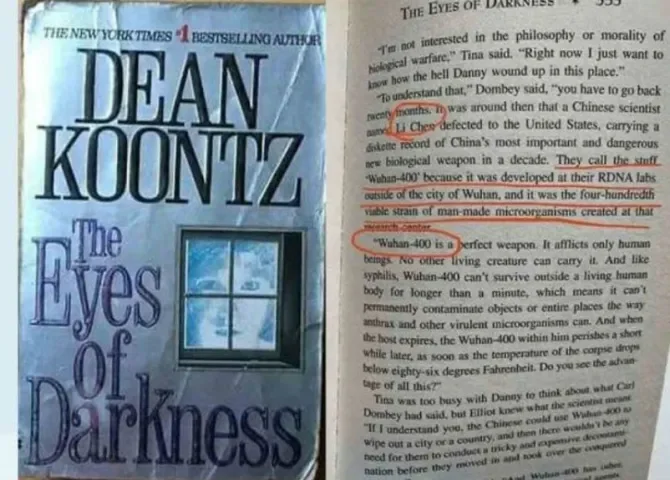 THE NEW YORK TIMES #1 BESTSELLING AUTHOR
DEAN
KOONTZ
The
Eyes
of
Darkness
THE EYES OF DARKNESS • 333
"I'm not interested in the philosophy or morality of
biological warfare," Tina said. "Right now I just want to
know how the hell Danny wound up in this place."
"To understand that," Dombey said, "you have to go back
twenty months. It was around then that a Chinese scientist
named Li Chen defected to the United States, carrying a
diskette record of China's most important and dangerous
new biological weapon in a decade. They call the stuff
'Wuhan-400' because it was developed at their RDNA labs
outside of the city of Wuhan, and it was the four-hundredth
viable strain of man-made microorganisms created at that
research center.
"Wuhan-400 is a perfect weapon. It afflicts only human
beings. No other living creature can carry it. And like
syphilis, Wuhan-400 can't survive outside a living human
body for longer than a minute, which means it can't
permanently contaminate objects or entire places the way
anthrax and other virulent microorganisms can. And when
the host expires, the Wuhan-400 within him perishes a short
while later, as soon as the temperature of the corpse drops
below eighty-six degrees Fahrenheit. Do you see the advan-
tage of all this?"
Tina was too busy with Danny to think about what Carl
Dombey had said, but Elliot knew what the scientist meant.
"If I understand you, the Chinese could use Wuhan-400 to
wipe out a city or a country, and then there wouldn't be any
need for them to conduct a tricky and expensive decontami-
nation before they moved in and took over the conquered
And Wuhan-400 has other